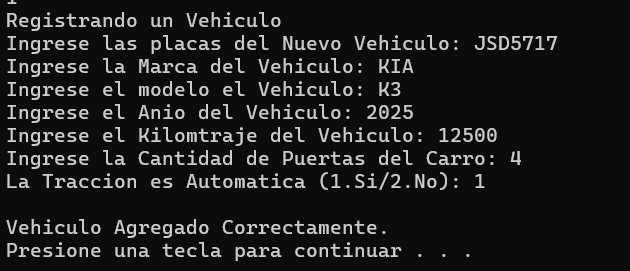 Registrando un Vehiculo
Ingrese las placas del Nuevo Vehiculo: JSD5717
Ingrese la Marca del Vehiculo: KIA
Ingrese el modelo el Vehiculo: K3
Ingrese el Anio del Vehiculo: 2025
Ingrese el Kilomtraje del Vehiculo: 12500
Ingrese la Cantidad de Puertas del Carro: 4
La Traccion es Automatica (1.Si/2.No): 1
Vehiculo Agregado Correctamente.
Presione una tecla para continuar . . .